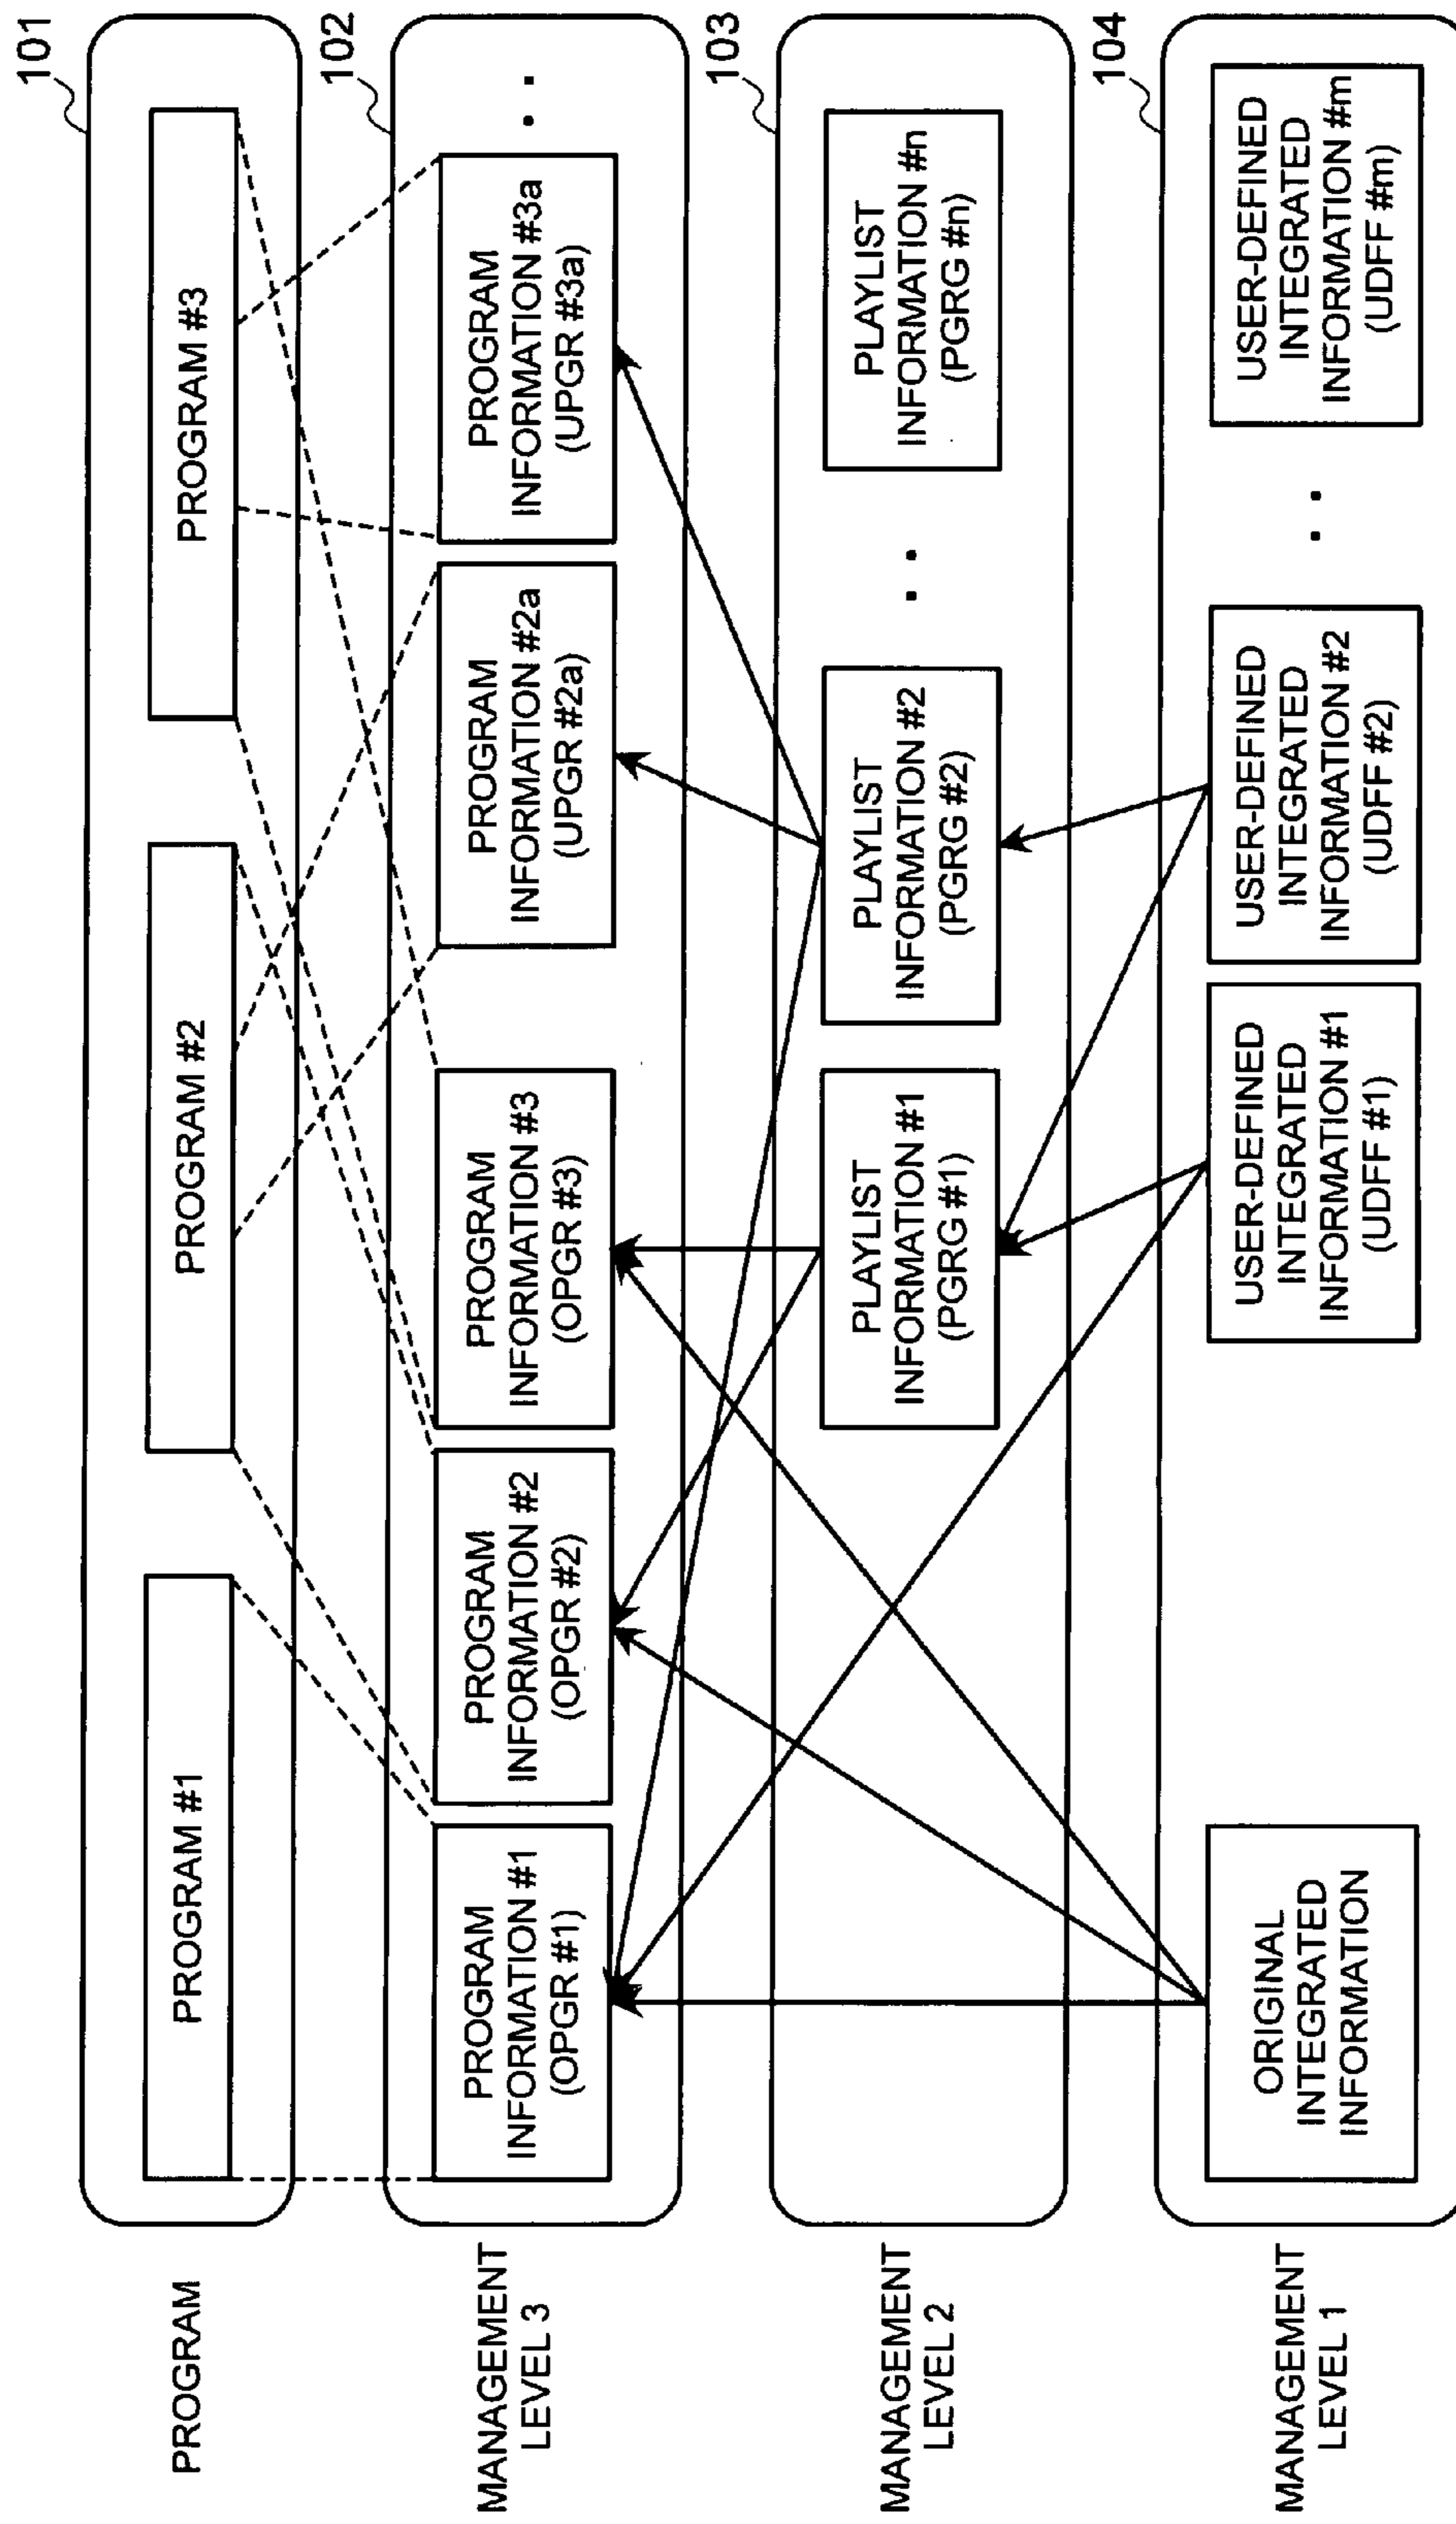 PROGRAM
101
PROGRAM #1
PROGRAM #2
PROGRAM #3
MANAGEMENT
LEVEL 3
102
PROGRAM
INFORMATION #1
(OPGR #1)
PROGRAM
INFORMATION #2
(OPGR #2)
PROGRAM
INFORMATION #3
(OPGR #3)
PROGRAM
INFORMATION #2a
(UPGR #2a)
PROGRAM
INFORMATION #3a
(UPGR #3a)
. .
MANAGEMENT
LEVEL 2
103
PLAYLIST
INFORMATION #1
(PGRG #1)
PLAYLIST
INFORMATION #2
(PGRG #2)
. .
PLAYLIST
INFORMATION #n
(PGRG #n)
MANAGEMENT
LEVEL 1
104
ORIGINAL
INTEGRATED
INFORMATION
USER-DEFINED
INTEGRATED
INFORMATION #1
(UDFF #1)
USER-DEFINED
INTEGRATED
INFORMATION #2
(UDFF #2)
. .
USER-DEFINED
INTEGRATED
INFORMATION #m
(UDFF #m)